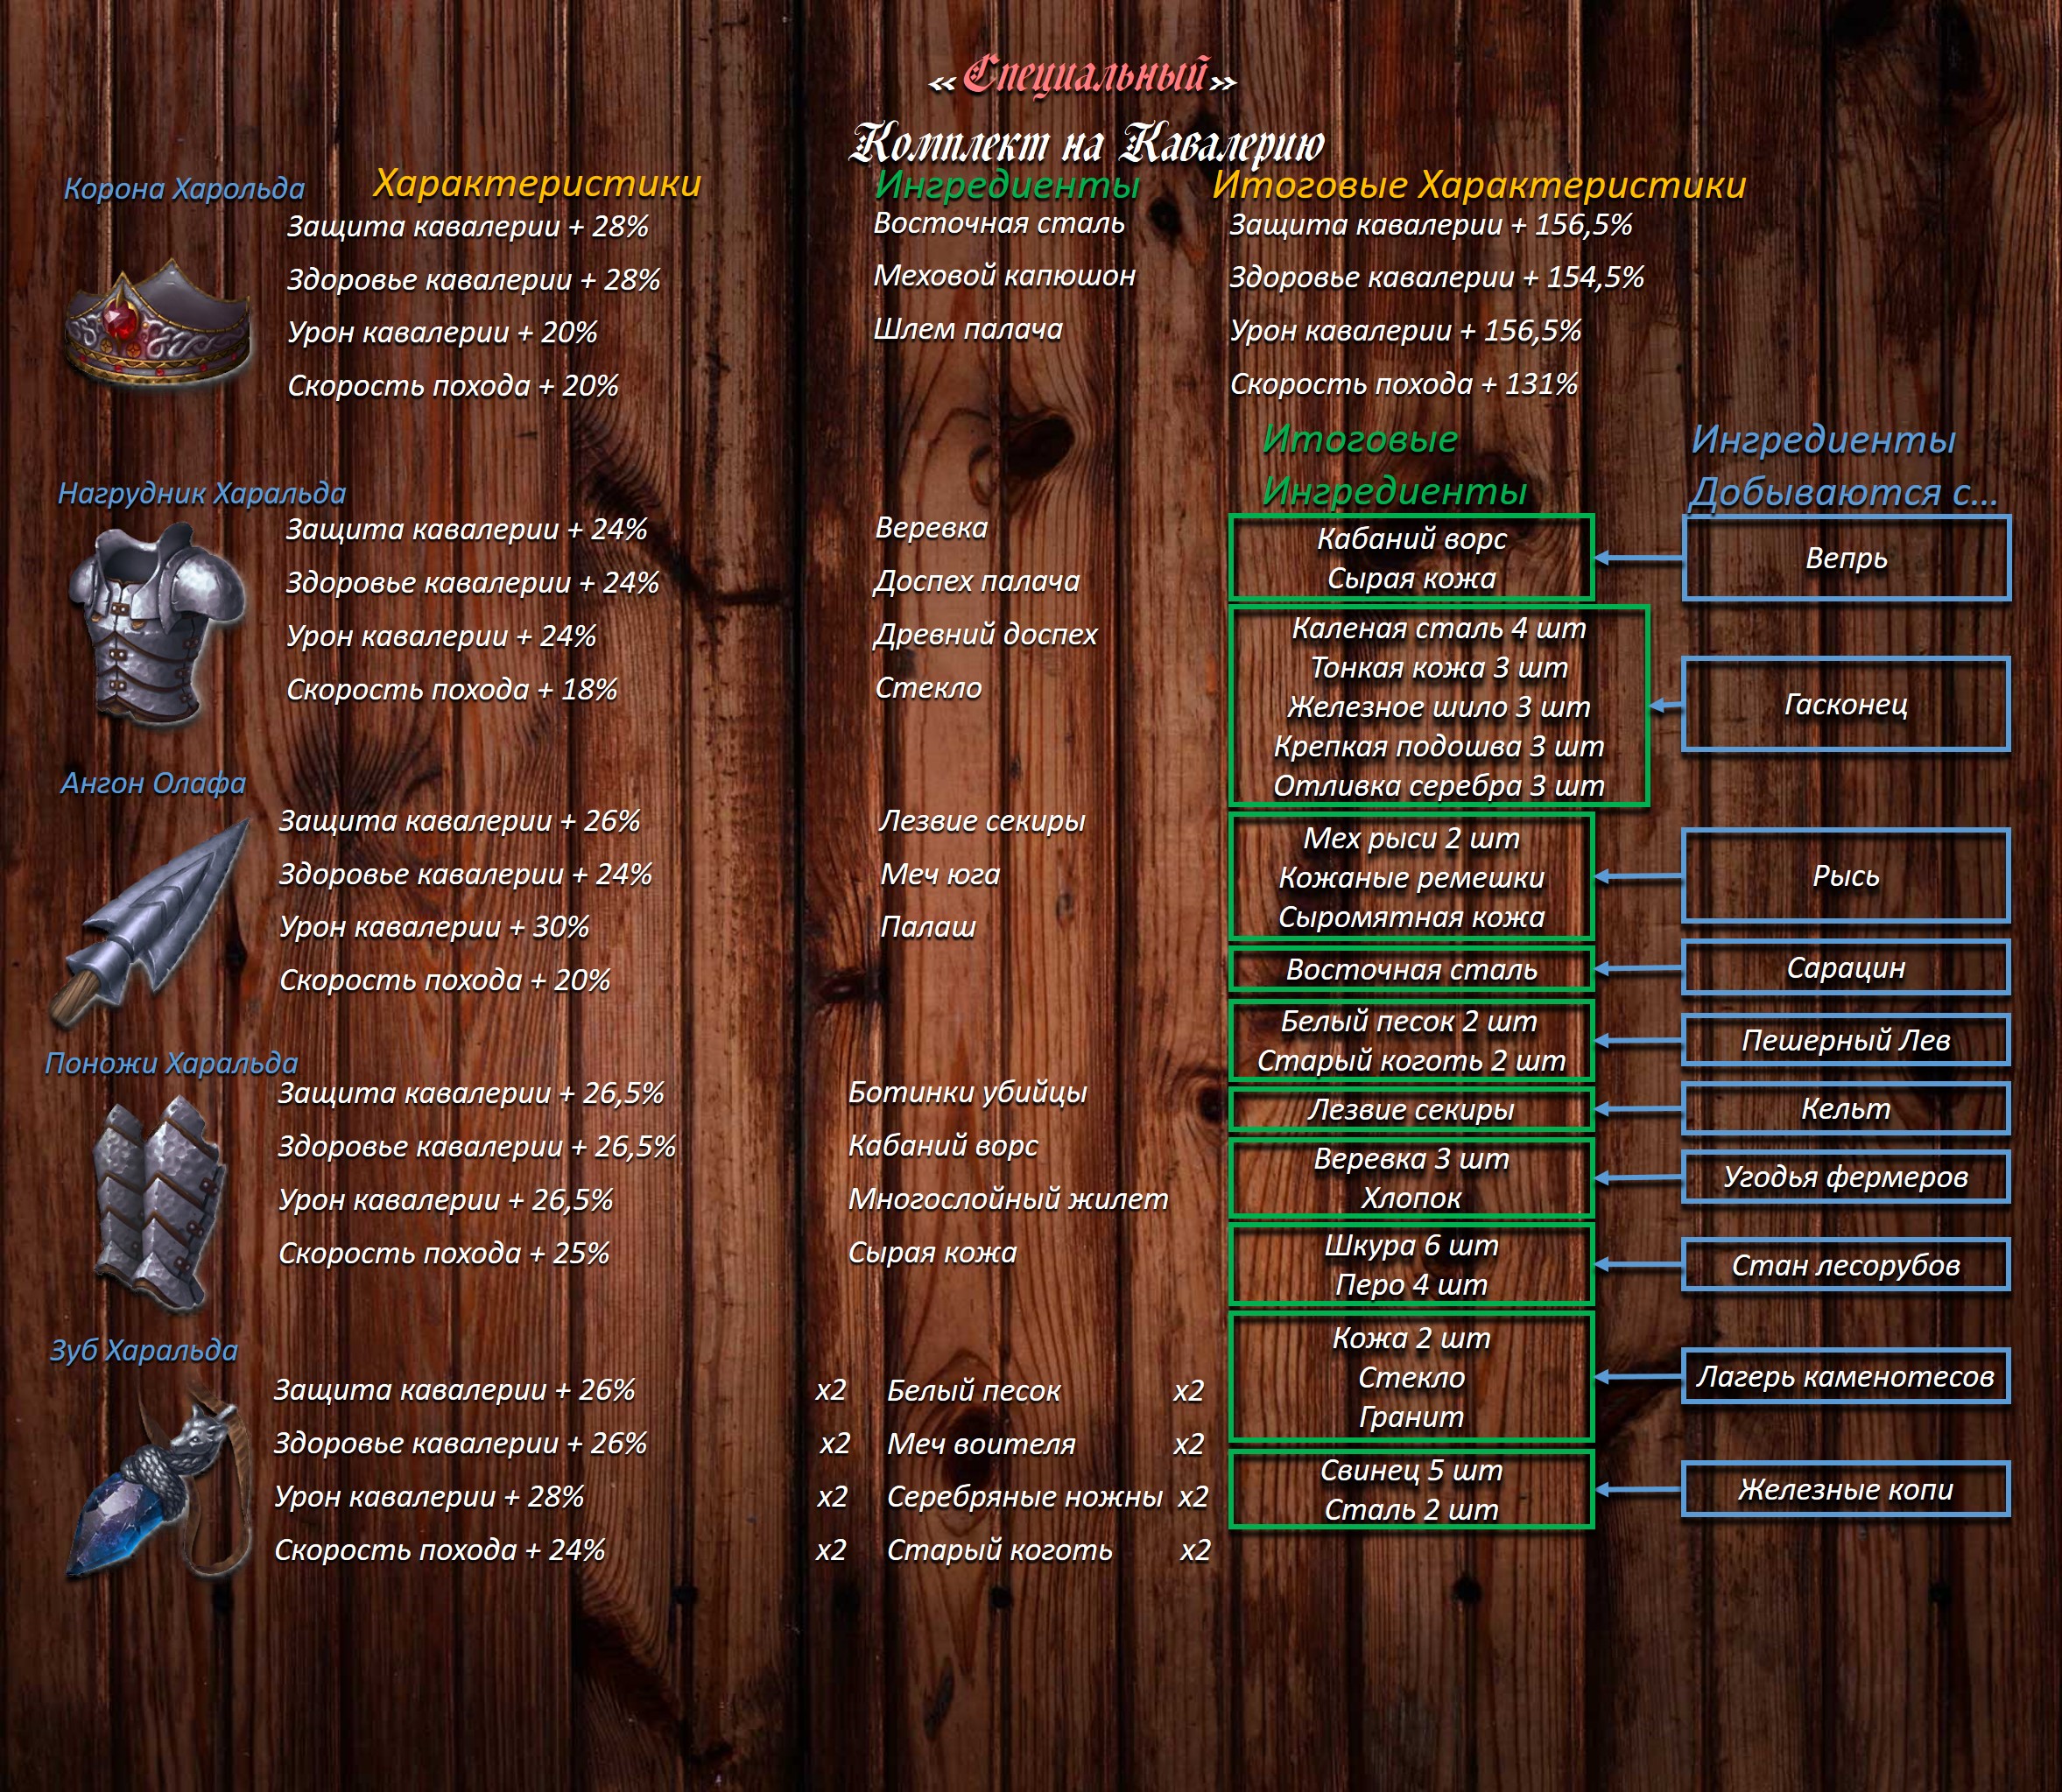 «Специальный»
Комплект на Кавалерию
Корона Харольда
Характеристики
Ингредиенты
Итоговые Характеристики
Защита кавалерии + 28%
Здоровье кавалерии + 28%
Урон кавалерии + 20%
Скорость похода + 20%
Восточная сталь
Меховой капюшон
Шлем палача
Защита кавалерии + 156,5%
Здоровье кавалерии + 154,5%
Урон кавалерии + 156,5%
Скорость похода + 131%
Нагрудник Харальда
Защита кавалерии + 24%
Здоровье кавалерии + 24%
Урон кавалерии + 24%
Скорость похода + 18%
Веревка
Доспех палача
Древний доспех
Стекло
Ангон Олафа
Защита кавалерии + 26%
Здоровье кавалерии + 24%
Урон кавалерии + 30%
Скорость похода + 20%
Лезвие секиры
Меч юга
Палаш
Поножи Харальда
Защита кавалерии + 26,5%
Здоровье кавалерии + 26,5%
Урон кавалерии + 26,5%
Скорость похода + 25%
Ботинки убийцы
Кабаний ворс
Многослойный жилет
Сырая кожа
Зуб Харальда
Защита кавалерии + 26% x2
Здоровье кавалерии + 26% x2
Урон кавалерии + 28% x2
Скорость похода + 24% x2
Белый песок x2
Меч воителя x2
Серебряные ножны x2
Старый коготь x2
Итоговые
Ингредиенты
Ингредиенты
Добываются с...
Кабаний ворс
Сырая кожа
Вепрь
Каленая сталь 4 шт
Тонкая кожа 3 шт
Железное шило 3 шт
Крепкая подошва 3 шт
Отливка серебра 3 шт
Гасконец
Мех рыси 2 шт
Кожаные ремешки
Сыромятная кожа
Рысь
Восточная сталь
Сарацин
Белый песок 2 шт
Старый коготь 2 шт
Пешерный Лев
Лезвие секиры
Кельт
Веревка 3 шт
Хлопок
Угодья фермеров
Шкура 6 шт
Перо 4 шт
Стан лесорубов
Кожа 2 шт
Стекло
Гранит
Лагерь каменотесов
Свинец 5 шт
Сталь 2 шт
Железные копи